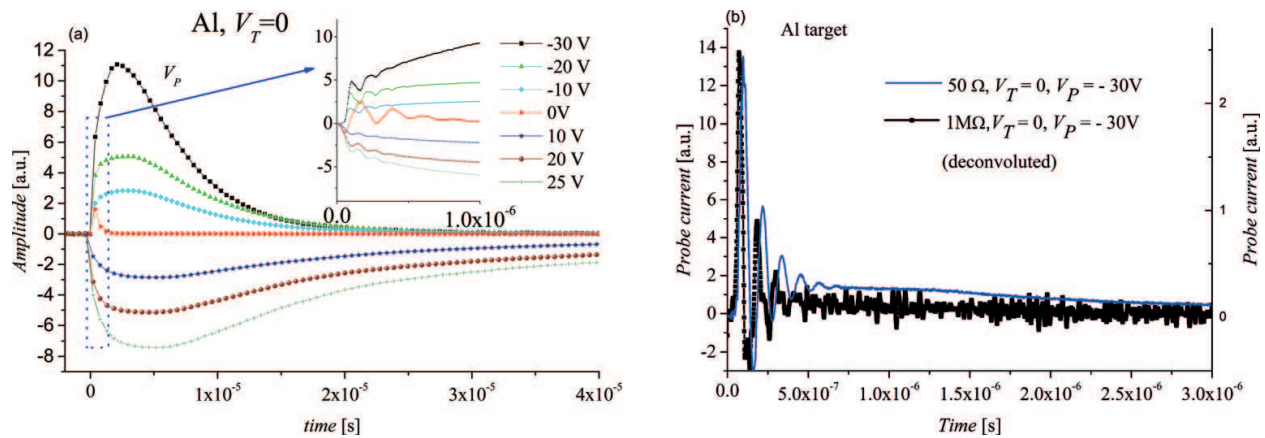 (a)
Al, V_T=0
V_P
12
10
8
6
4
2
0
-2
-4
-6
-8
Amplitude [a.u.]
0
1x10^-5
2x10^-5
3x10^-5
4x10^-5
time [s]
10
5
0
-5
0.0
1.0x10^-6
-30 V
-20 V
-10 V
0V
10 V
20 V
25 V
(b)
Al target
50 Ω, V_T = 0, V_P = - 30V
1MΩ,V_T = 0, V_P = - 30V
(deconvoluted)
14
12
10
8
6
4
2
0
-2
Probe current [a.u.]
2
1
0
Probe current [a.u.]
0.0
5.0x10^-7
1.0x10^-6
1.5x10^-6
2.0x10^-6
2.5x10^-6
3.0x10^-6
Time [s]